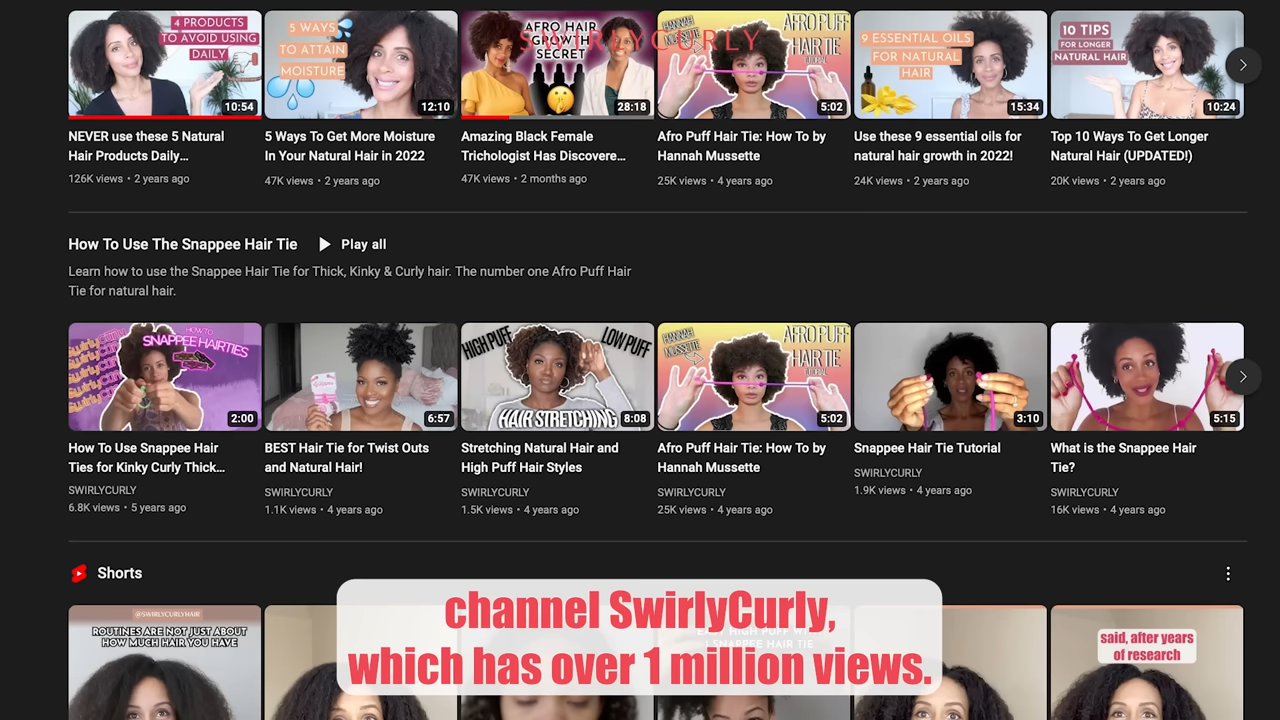 4 PRODUCTS
TO AVOID USING
DAILY
10:54
5 WAYS
TO ATTAIN
MOISTURE
12:10
AFRO HAIR
GROWTH
SECRET
28:18
SWIRLYCURLY
HANNAH
MUSSETTE
AFRO PUFF
HAIR TIE
TUTORIAL
5:02
9 ESSENTIAL OILS
FOR NATURAL
HAIR
15:34
10 TIPS
FOR LONGER
NATURAL HAIR
10:24
NEVER use these 5 Natural
Hair Products Daily…
126K views • 2 years ago
5 Ways To Get More Moisture
In Your Natural Hair in 2022
47K views • 2 years ago
Amazing Black Female
Trichologist Has Discovere…
47K views • 2 months ago
Afro Puff Hair Tie: How To by
Hannah Mussette
25K views • 4 years ago
Use these 9 essential oils for
natural hair growth in 2022!
24K views • 2 years ago
Top 10 Ways To Get Longer
Natural Hair (UPDATED!)
20K views • 2 years ago
How To Use The Snappee Hair Tie
Play all
Learn how to use the Snappee Hair Tie for Thick, Kinky & Curly hair. The number one Afro Puff Hair
Tie for natural hair.
HOW TO
SNAPPEE HAIRTIES
2:00
6:57
HIGH PUFF
LOW PUFF
HAIR STRETCHING
8:08
HANNAH
MUSSETTE
AFRO PUFF
HAIR TIE
TUTORIAL
5:02
3:10
5:15
How To Use Snappee Hair
Ties for Kinky Curly Thick…
SWIRLYCURLY
6.8K views • 5 years ago
BEST Hair Tie for Twist Outs
and Natural Hair!
SWIRLYCURLY
1.1K views • 4 years ago
Stretching Natural Hair and
High Puff Hair Styles
SWIRLYCURLY
1.5K views • 4 years ago
Afro Puff Hair Tie: How To by
Hannah Mussette
SWIRLYCURLY
25K views • 4 years ago
Snappee Hair Tie Tutorial
SWIRLYCURLY
1.9K views • 4 years ago
What is the Snappee Hair
Tie?
SWIRLYCURLY
16K views • 4 years ago
Shorts
@SWIRLYCURLYHAIR
ROUTINES ARE NOT JUST ABOUT
HOW MUCH HAIR YOU HAVE
channel SwirlyCurly,
which has over 1 million views.
said, after years
of research